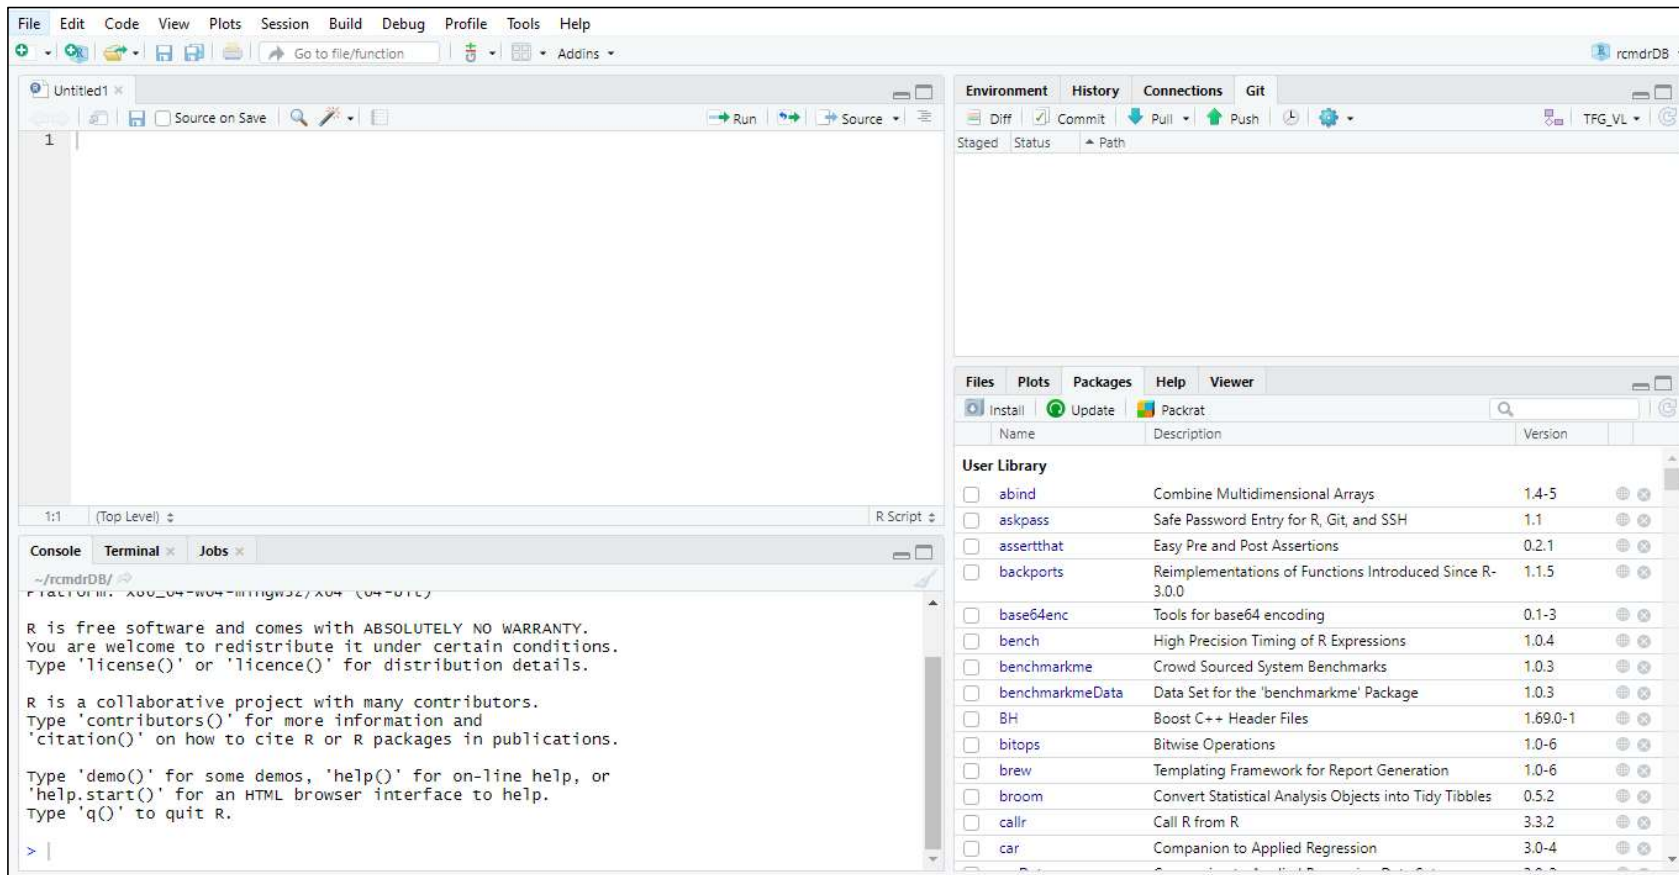 File Edit Code View Plots Session Build Debug Profile Tools Help
Go to file/function Addins rcmdrDB
Untitled1
Source on Save Run Source
1
1:1 (Top Level) R Script
Console Terminal Jobs
~/rcmdrDB/
Platform: x86_64-w64-mingw32/x64 (64-bit)
R is free software and comes with ABSOLUTELY NO WARRANTY.
You are welcome to redistribute it under certain conditions.
Type 'license()' or 'licence()' for distribution details.
R is a collaborative project with many contributors.
Type 'contributors()' for more information and
'citation()' on how to cite R or R packages in publications.
Type 'demo()' for some demos, 'help()' for on-line help, or
'help.start()' for an HTML browser interface to help.
Type 'q()' to quit R.
>
Environment History Connections Git
Diff Commit Pull Push TFG_VL
Staged Status Path
Files Plots Packages Help Viewer
Install Update Packrat
Name Description Version
User Library
abind Combine Multidimensional Arrays 1.4-5
askpass Safe Password Entry for R, Git, and SSH 1.1
assertthat Easy Pre and Post Assertions 0.2.1
backports Reimplementations of Functions Introduced Since R- 1.1.5
3.0.0
base64enc Tools for base64 encoding 0.1-3
bench High Precision Timing of R Expressions 1.0.4
benchmarkme Crowd Sourced System Benchmarks 1.0.3
benchmarkmeData Data Set for the 'benchmarkme' Package 1.0.3
BH Boost C++ Header Files 1.69.0-1
bitops Bitwise Operations 1.0-6
brew Templating Framework for Report Generation 1.0-6
broom Convert Statistical Analysis Objects into Tidy Tibbles 0.5.2
callr Call R from R 3.3.2
car Companion to Applied Regression 3.0-4